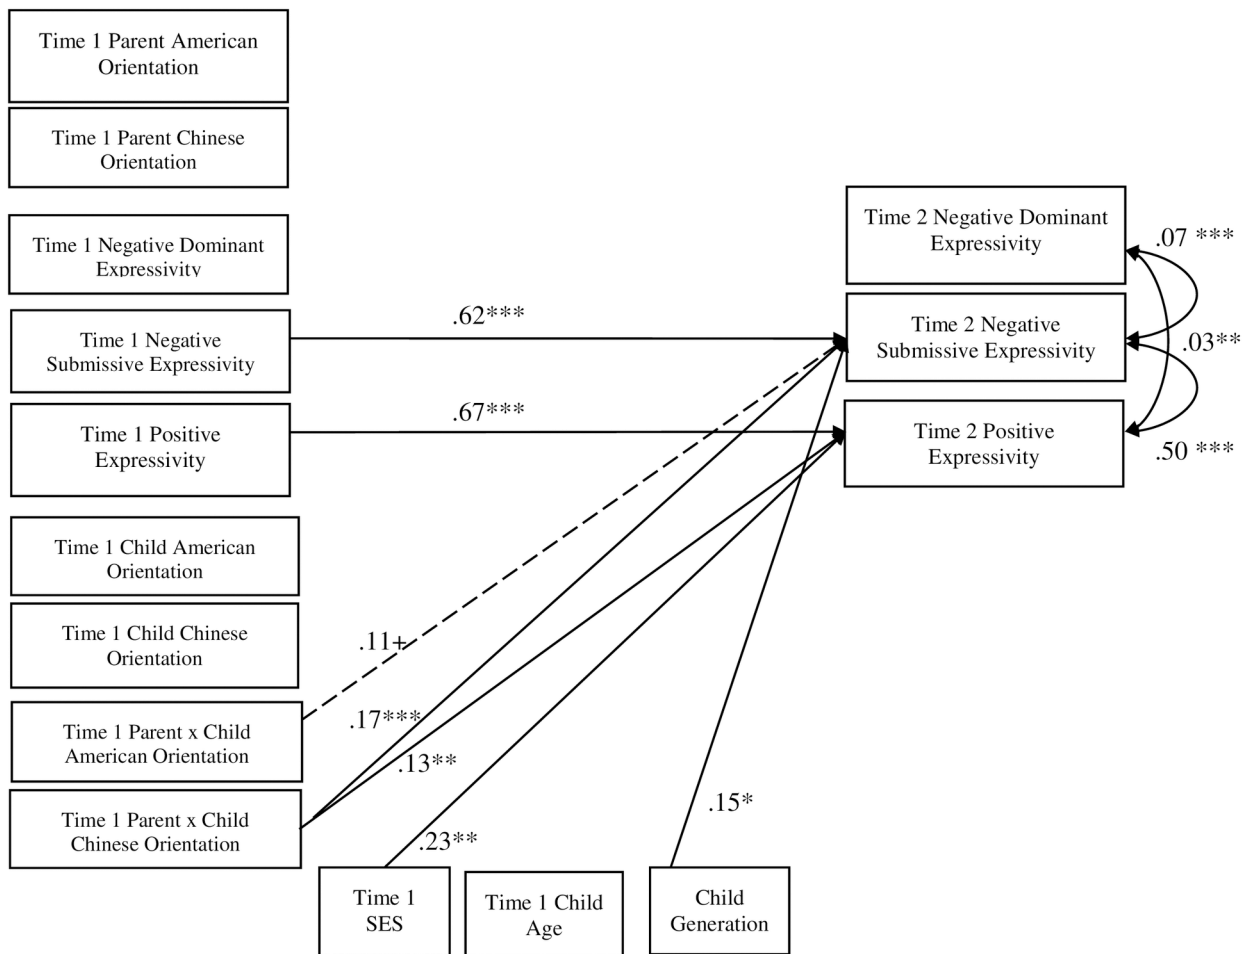 Time 1 Parent American
Orientation
Time 1 Parent Chinese
Orientation
Time 1 Negative Dominant
Expressivity
Time 1 Negative
Submissive Expressivity
Time 1 Positive
Expressivity
Time 1 Child American
Orientation
Time 1 Child Chinese
Orientation
Time 1 Parent x Child
American Orientation
Time 1 Parent x Child
Chinese Orientation
Time 1
SES
Time 1 Child
Age
Child
Generation
.62***
.67***
.11+
.17***
.13**
.23**
.15*
Time 2 Negative Dominant
Expressivity
Time 2 Negative
Submissive Expressivity
Time 2 Positive
Expressivity
.07 ***
.03**
.50 ***